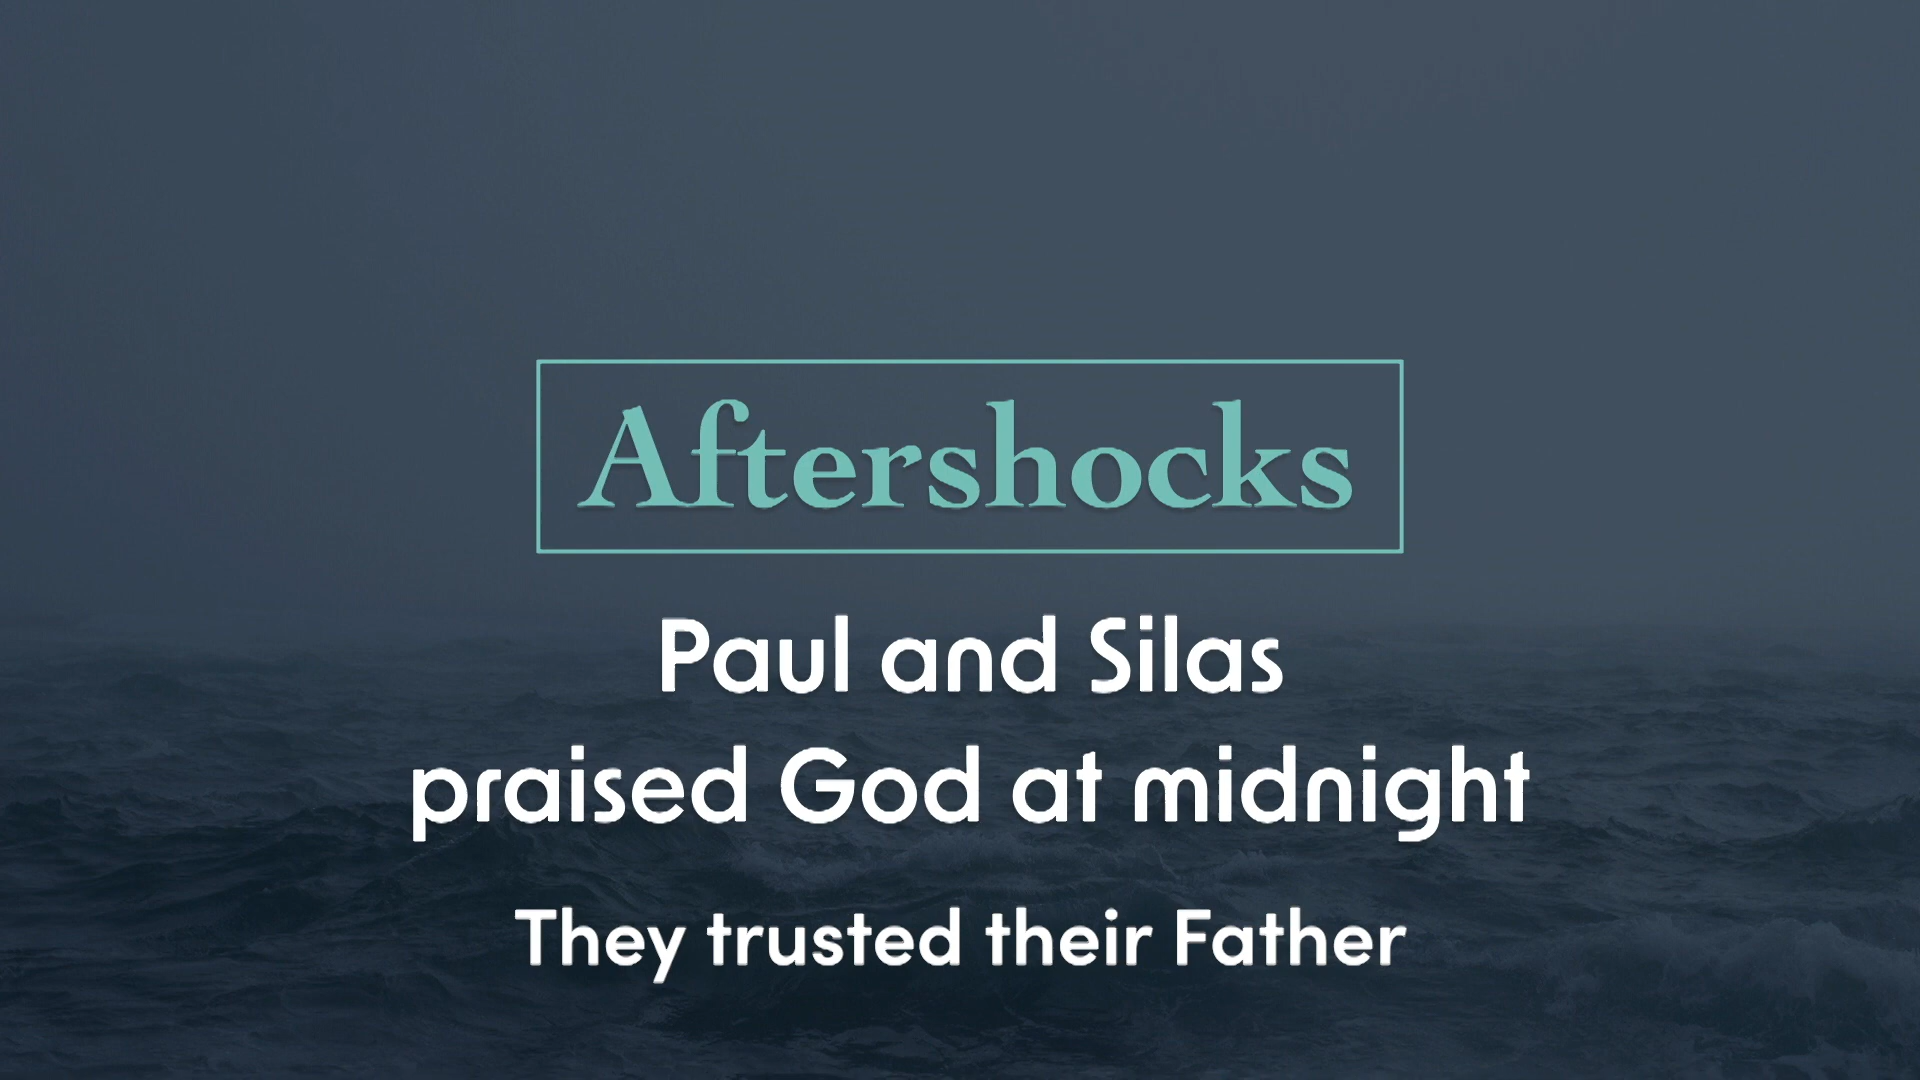 Aftershocks
Paul and Silas
praised God at midnight
They trusted their Father